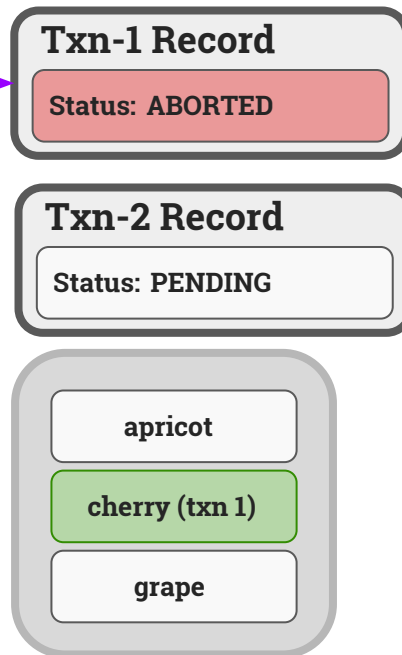 Txn-1 Record
Status: ABORTED
Txn-2 Record
Status: PENDING
apricot
cherry (txn 1)
grape